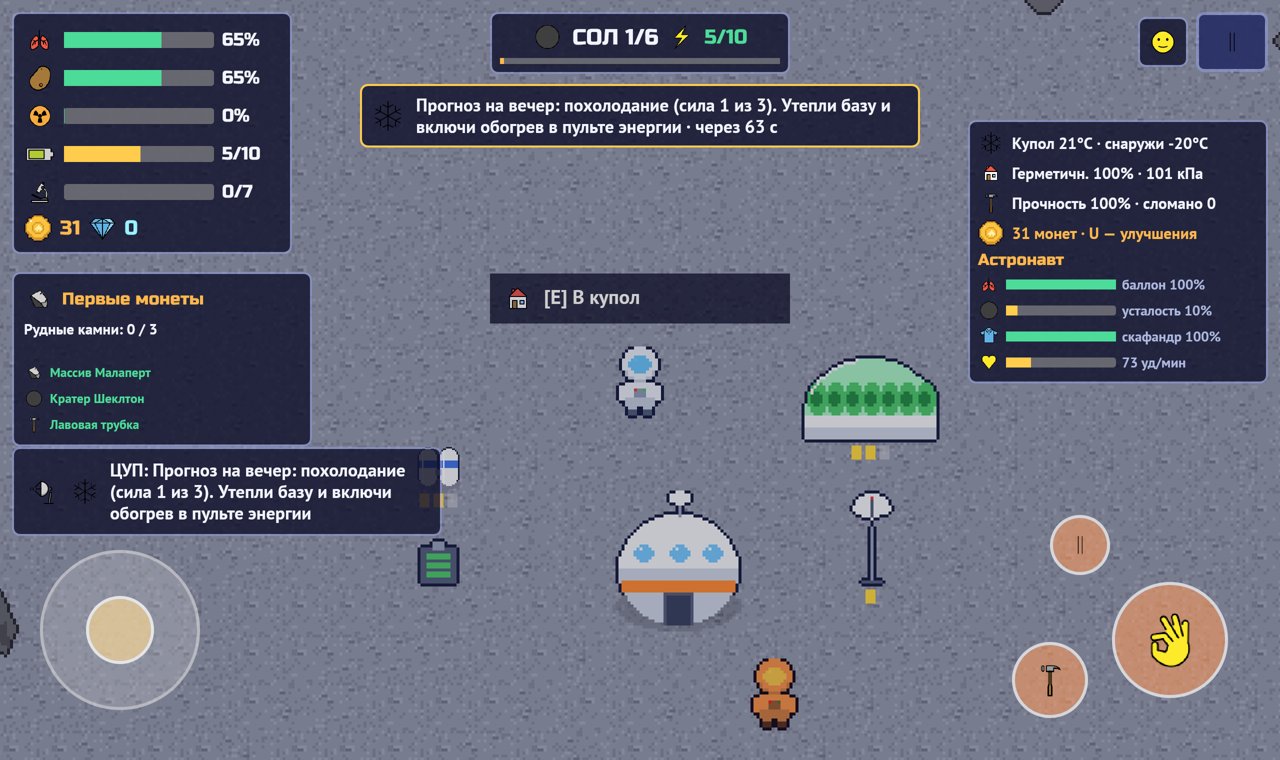 65%
65%
0%
5/10
0/7
31 0
СОЛ 1/6 5/10
Прогноз на вечер: похолодание (сила 1 из 3). Утепли базу и
включи обогрев в пульте энергии · через 63 с
Купол 21°C · снаружи -20°C
Герметичн. 100% · 101 кПа
Прочность 100% · сломано 0
31 монет · U — улучшения
Астронавт
баллон 100%
усталость 10%
скафандр 100%
73 уд/мин
Первые монеты
Рудные камни: 0 / 3
Массив Малаперт
Кратер Шеклтон
Лавовая трубка
[E] В купол
ЦУП: Прогноз на вечер: похолодание
(сила 1 из 3). Утепли базу и включи
обогрев в пульте энергии